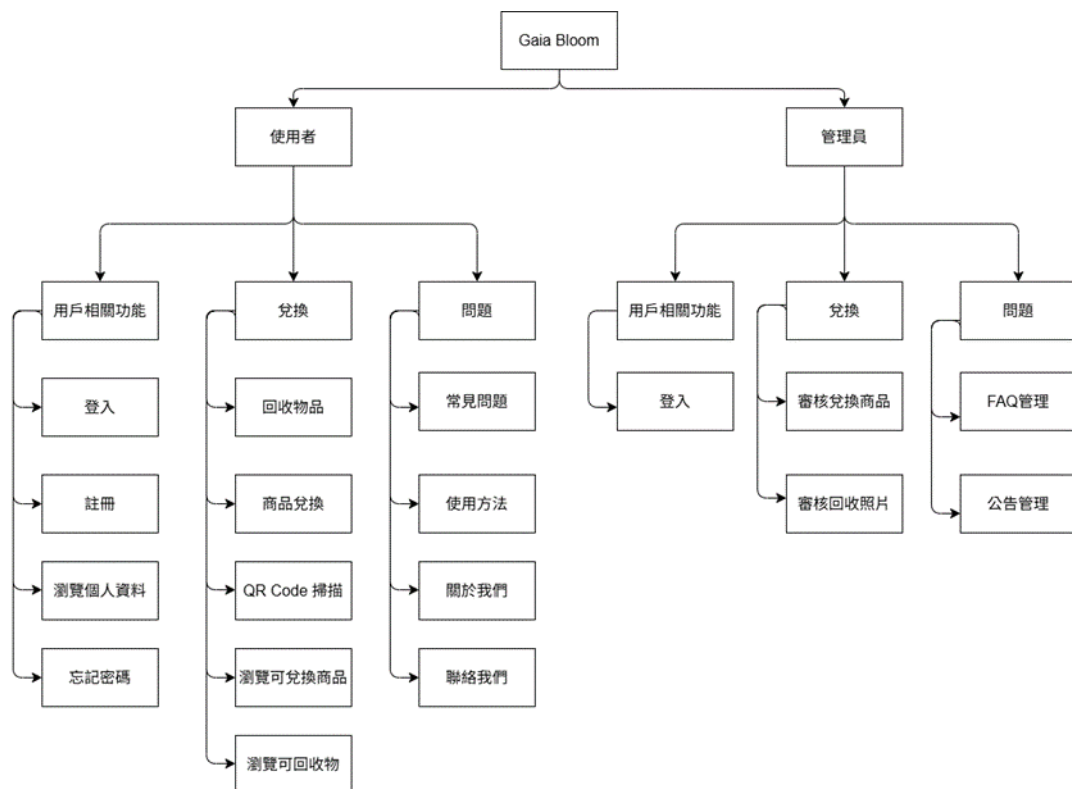 Gaia Bloom
使用者
管理員
用戶相關功能
兌換
問題
用戶相關功能
兌換
問題
登入
回收物品
常見問題
登入
審核兌換商品
FAQ管理
註冊
商品兌換
使用方法
審核回收照片
公告管理
瀏覽個人資料
QR Code 掃描
關於我們
忘記密碼
瀏覽可兌換商品
聯絡我們
瀏覽可回收物